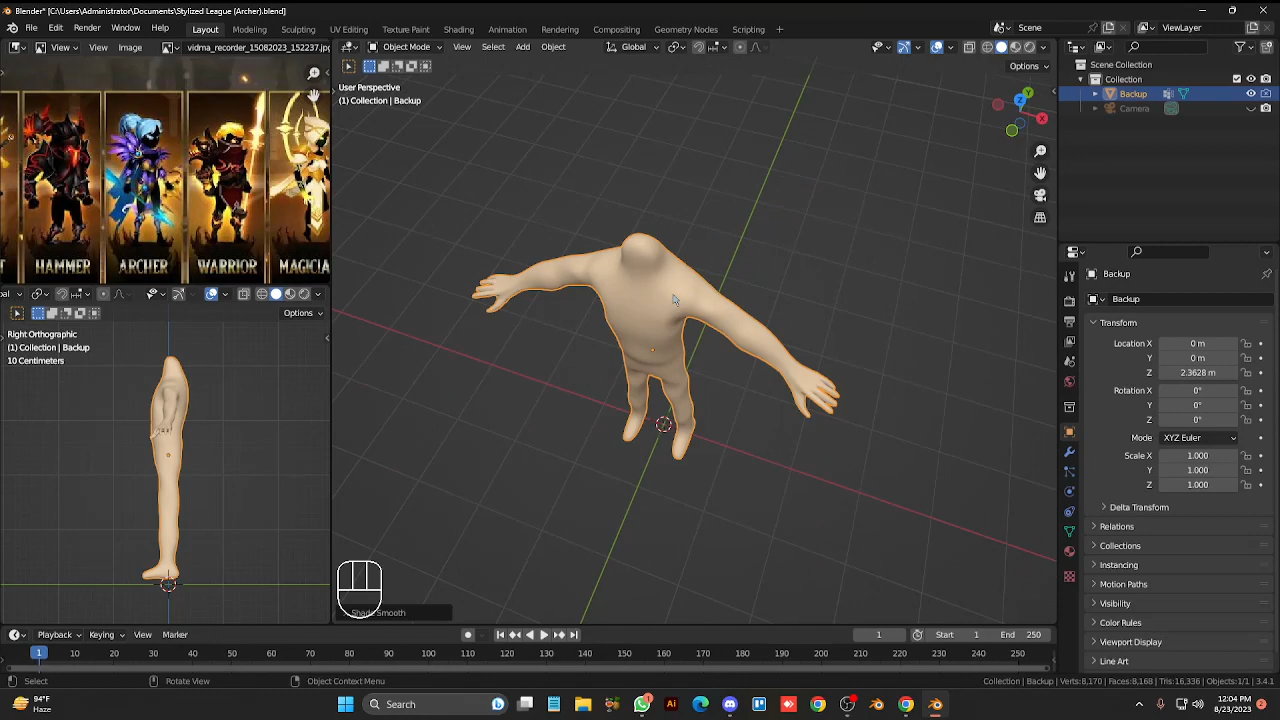 Blender* [C:\Users\Administrator\Documents\Stylized League (Archer).blend]
File Edit Render Window Help Layout Modeling Sculpting UV Editing Texture Paint Shading Animation Rendering Compositing Geometry Nodes Scripting + Scene ViewLayer
View View Image vidma_recorder_15082023_152237.jpg
Object Mode View Select Add Object Global
Options
HAMMER ARCHER WARRIOR MAGICIA
Options
Right Orthographic
(1) Collection | Backup
10 Centimeters
User Perspective
(1) Collection | Backup
Y
Z
X
Shade Smooth
Scene Collection
Collection
Backup
Camera
Backup
Backup
Transform
Location X 0 m
Y 0 m
Z 2.3628 m
Rotation X 0°
Y 0°
Z 0°
Mode XYZ Euler
Scale X 1.000
Y 1.000
Z 1.000
Delta Transform
Relations
Collections
Instancing
Motion Paths
Visibility
Color Rules
Viewport Display
Line Art
Playback Keying View Marker 1 Start 1 End 250
1 10 20 30 40 50 60 70 80 90 100 110 120 130 140 150 160 170 180 190 200 210 220 230 240 250
Select Rotate View Object Context Menu Collection | Backup | Verts:8,170 | Faces:8,168 | Tris:16,336 | Objects:1/1 | 3.4.1
94°F
Haze
Search
1
Ai
12:04 PM
8/23/2023
2